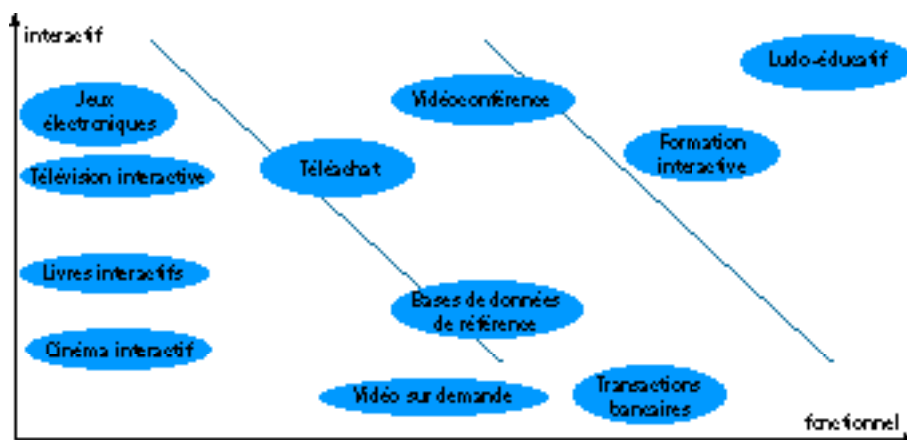 interactif
Ludo-éducatif
Jeux
électroniques
Vidéoconférence
Formation
interactive
Télévision interactive
Téléachat
Livres interactifs
Bases de données
de référence
Cinéma interactif
Vidéo sur demande
Transactions
bancaires
fonctionnel